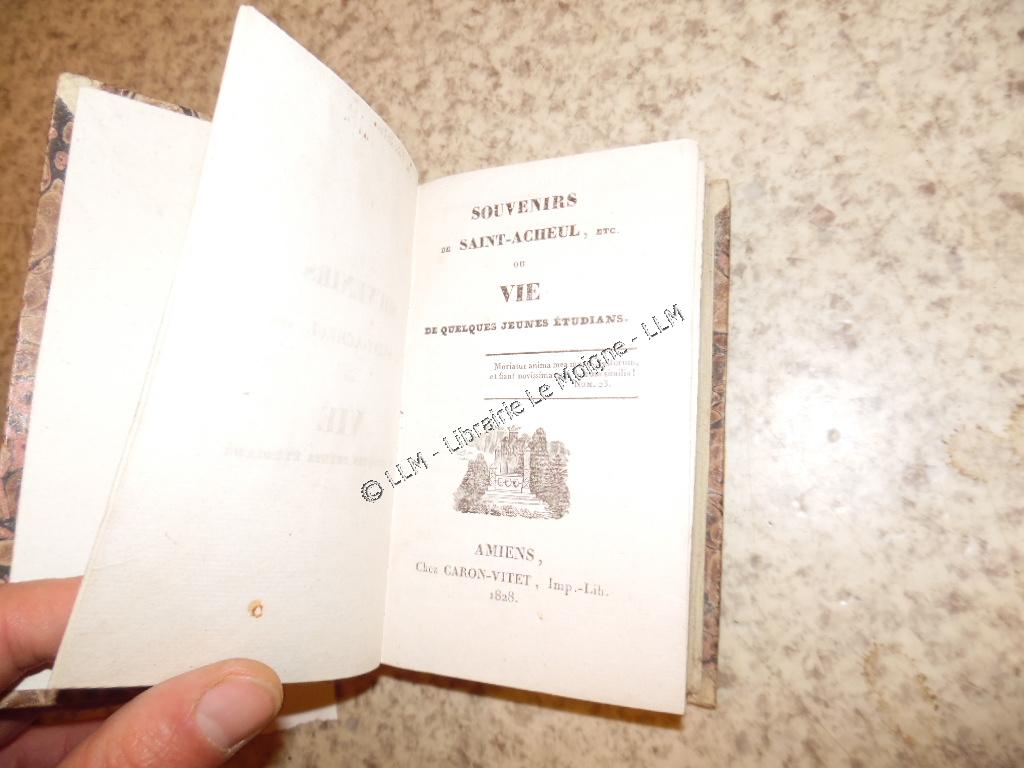 SOUVENIRS
DE SAINT-ACHEUL, ETC.
OU
VIE
DE QUELQUES JEUNES ÉTUDIANS.
Moriatur anima mea
et fiant novissima similia!
NUM. 23.
AMIENS,
Chez CARON-VITET, Imp.-Lib.
1828.
© LLM - Librairie Le Moigne - LLM